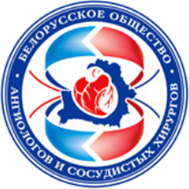 БЕЛОРУССКОЕ ОБЩЕСТВО
АНГИОЛОГОВ И СОСУДИСТЫХ ХИРУРГОВ